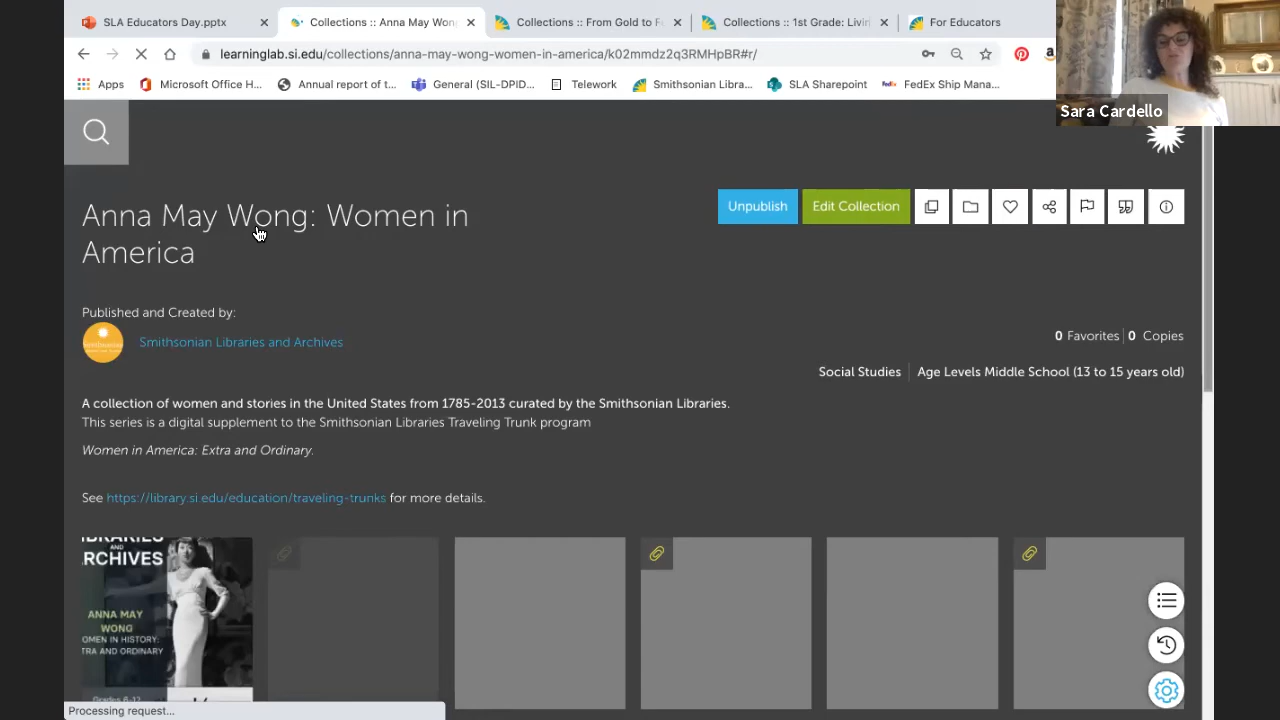 SLA Educators Day.pptx
Collections :: Anna May Wong
Collections :: From Gold to F
Collections :: 1st Grade: Livi
For Educators
learninglab.si.edu/collections/anna-may-wong-women-in-america/k02mmdz2q3RMHpBR#r/
Apps
Microsoft Office H...
Annual report of t...
General (SIL-DPID...
Telework
Smithsonian Libra...
SLA Sharepoint
FedEx
FedEx Ship Mana...
Sara Cardello
Anna May Wong: Women in
America
Unpublish
Edit Collection
Published and Created by:
Smithsonian Libraries and Archives
0 Favorites
0 Copies
Social Studies
Age Levels Middle School (13 to 15 years old)
A collection of women and stories in the United States from 1785-2013 curated by the Smithsonian Libraries.
This series is a digital supplement to the Smithsonian Libraries Traveling Trunk program
Women in America: Extra and Ordinary.
See https://library.si.edu/education/traveling-trunks for more details.
AND
ARCHIVES
ANNA MAY
WONG
OMEN IN HISTORY:
TRA AND ORDINARY
Grades 6-12
Processing request...